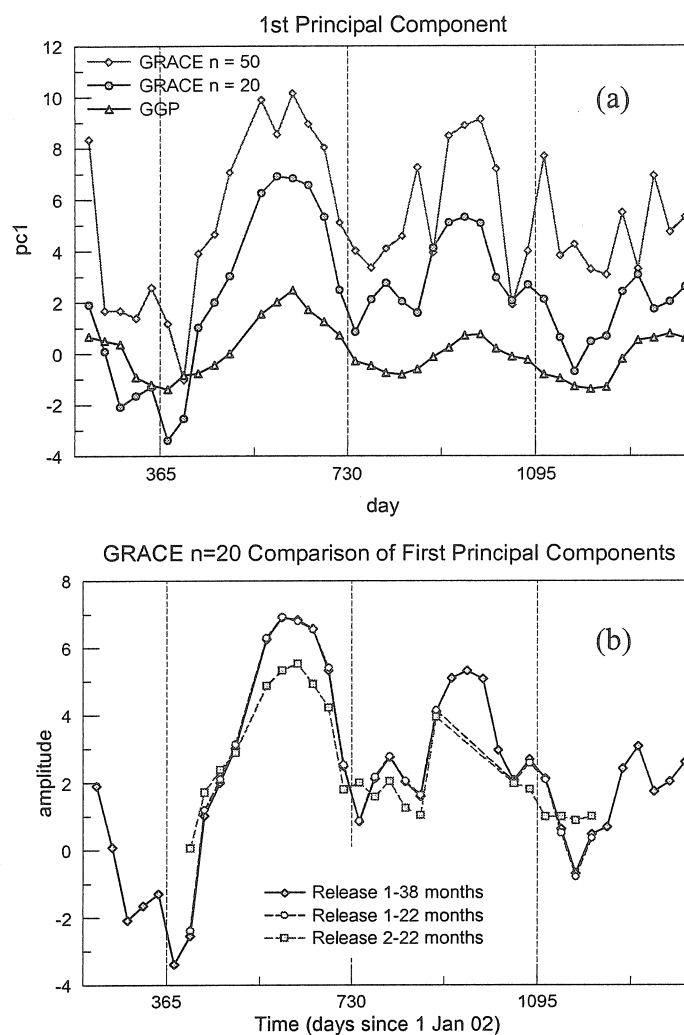 1st Principal Component
12
10
8
6
4
2
0
-2
-4
pc1
GRACE n = 50
GRACE n = 20
GGP
(a)
365
730
1095
day
GRACE n=20 Comparison of First Principal Components
8
6
4
2
0
-2
-4
amplitude
(b)
Release 1-38 months
Release 1-22 months
Release 2-22 months
365
730
1095
Time (days since 1 Jan 02)